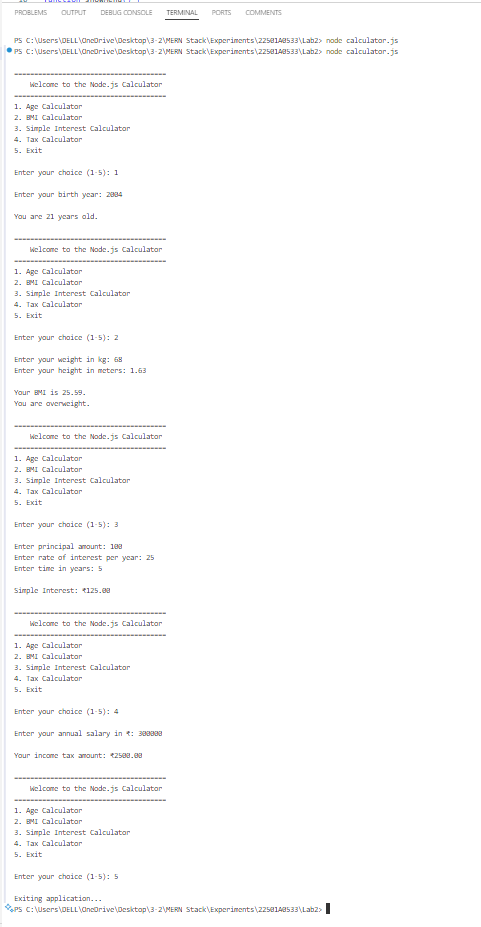 PROBLEMS OUTPUT DEBUG CONSOLE TERMINAL PORTS COMMENTS
PS C:\Users\DELL\OneDrive\Desktop\3-2\MERN Stack\Experiments\22501A0533\Lab2> node calculator.js
PS C:\Users\DELL\OneDrive\Desktop\3-2\MERN Stack\Experiments\22501A0533\Lab2> node calculator.js
=====================================
Welcome to the Node.js Calculator
=====================================
1. Age Calculator
2. BMI Calculator
3. Simple Interest Calculator
4. Tax Calculator
5. Exit
Enter your choice (1-5): 1
Enter your birth year: 2004
You are 21 years old.
=====================================
Welcome to the Node.js Calculator
=====================================
1. Age Calculator
2. BMI Calculator
3. Simple Interest Calculator
4. Tax Calculator
5. Exit
Enter your choice (1-5): 2
Enter your weight in kg: 68
Enter your height in meters: 1.63
Your BMI is 25.59.
You are overweight.
=====================================
Welcome to the Node.js Calculator
=====================================
1. Age Calculator
2. BMI Calculator
3. Simple Interest Calculator
4. Tax Calculator
5. Exit
Enter your choice (1-5): 3
Enter principal amount: 100
Enter rate of interest per year: 25
Enter time in years: 5
Simple Interest: ₹125.00
=====================================
Welcome to the Node.js Calculator
=====================================
1. Age Calculator
2. BMI Calculator
3. Simple Interest Calculator
4. Tax Calculator
5. Exit
Enter your choice (1-5): 4
Enter your annual salary in ₹: 300000
Your income tax amount: ₹2500.00
=====================================
Welcome to the Node.js Calculator
=====================================
1. Age Calculator
2. BMI Calculator
3. Simple Interest Calculator
4. Tax Calculator
5. Exit
Enter your choice (1-5): 5
Exiting application...
PS C:\Users\DELL\OneDrive\Desktop\3-2\MERN Stack\Experiments\22501A0533\Lab2>